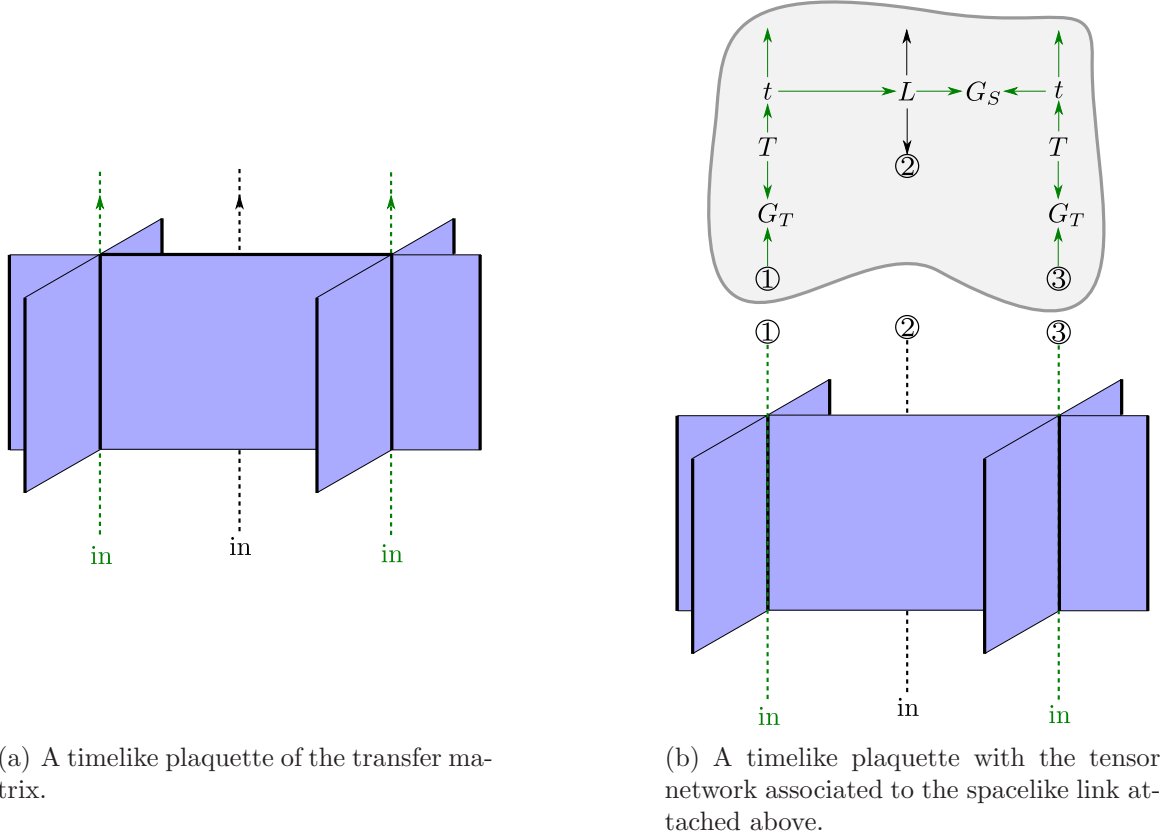 t L G_S t
T T
②
G_T G_T
① ③
① ② ③
in in in
in in in
(a) A timelike plaquette of the transfer ma-
trix.
(b) A timelike plaquette with the tensor
network associated to the spacelike link at-
tached above.